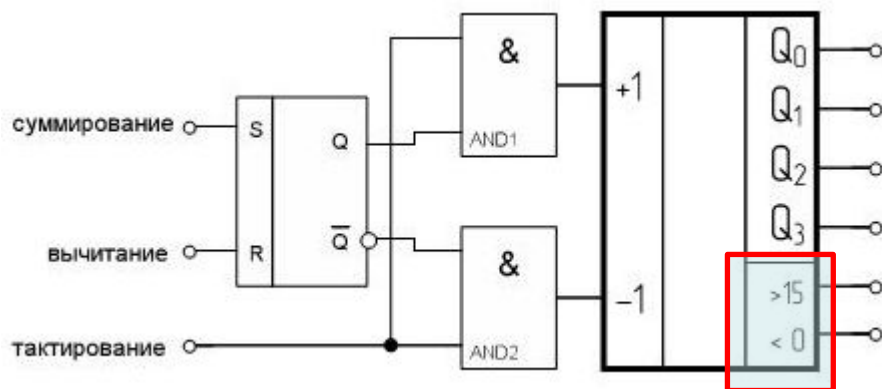 суммирование
вычитание
тактирование
S
R
Q
Q̅
&
AND1
&
AND2
+1
−1
Q0
Q1
Q2
Q3
>15
< 0